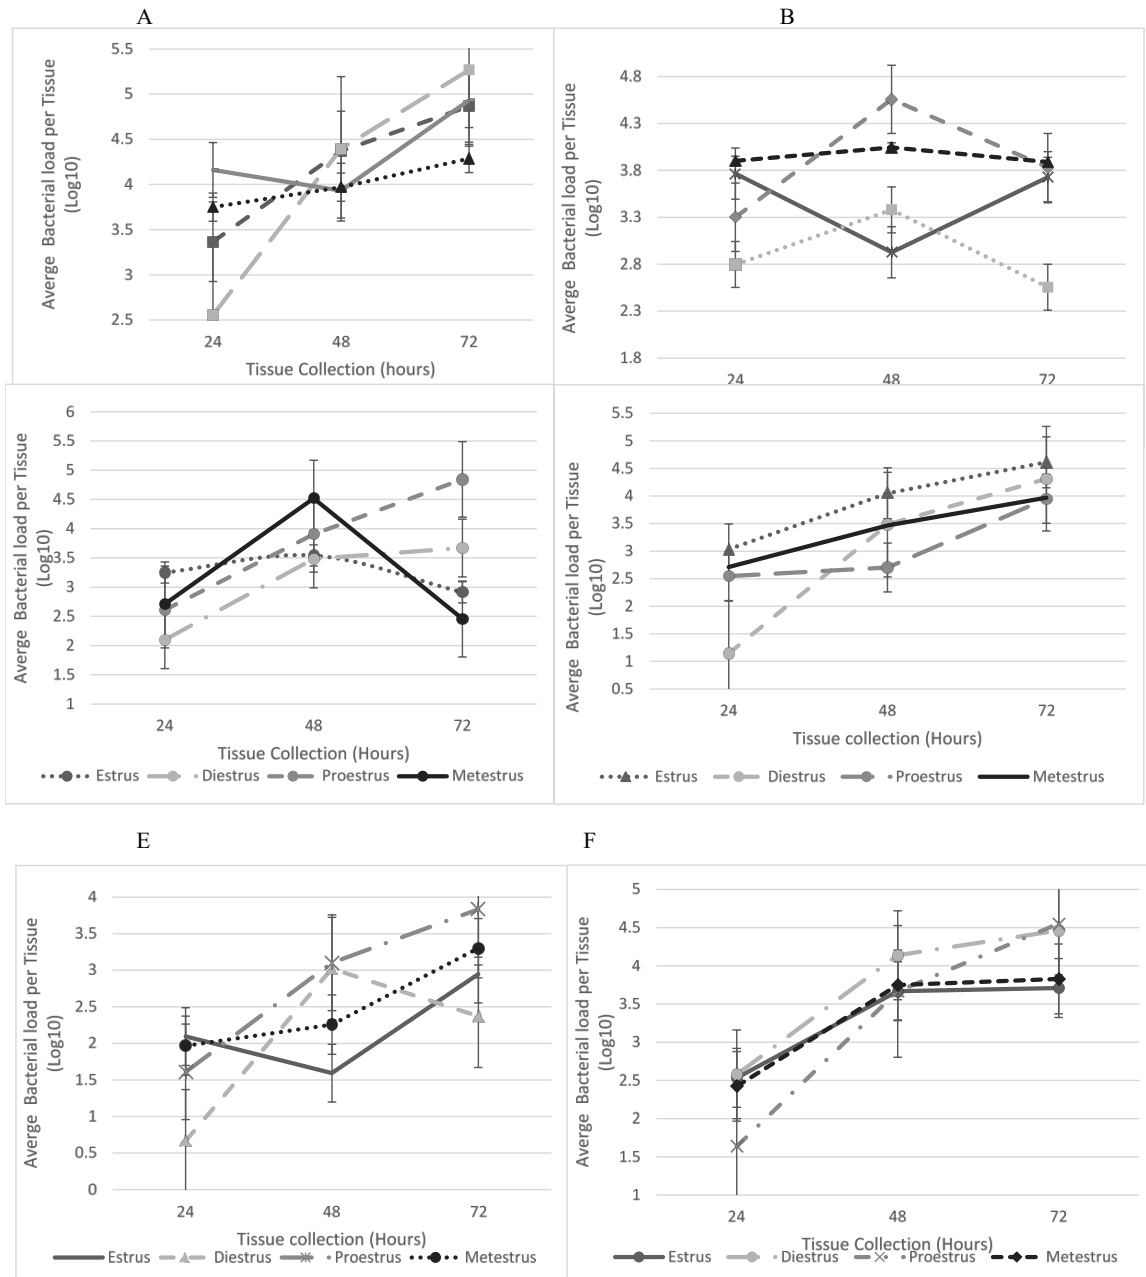 A
B
5.5
5
4.5
4
3.5
3
2.5
24
48
72
Averge Bacterial load per Tissue
(Log10)
Tissue Collection (hours)
4.8
4.3
3.8
3.3
2.8
2.3
1.8
24
48
72
Averge Bacterial load per Tissue
(Log10)
6
5.5
5
4.5
4
3.5
3
2.5
2
1.5
1
24
48
72
Averge Bacterial load per Tissue
(Log10)
Tissue Collection (Hours)
Estrus Diestrus Proestrus Metestrus
5.5
5
4.5
4
3.5
3
2.5
2
1.5
1
0.5
24
48
72
Averge Bacterial load per Tissue
(Log10)
Tissue collection (Hours)
Estrus Diestrus Proestrus Metestrus
E
F
4
3.5
3
2.5
2
1.5
1
0.5
0
24
48
72
Averge Bacterial load per Tissue
(Log10)
Tissue collection (Hours)
Estrus Diestrus Proestrus Metestrus
5
4.5
4
3.5
3
2.5
2
1.5
1
24
48
72
Averge Bacterial load per Tissue
(Log10)
Tissue Collection (Hours)
Estrus Diestrus Proestrus Metestrus